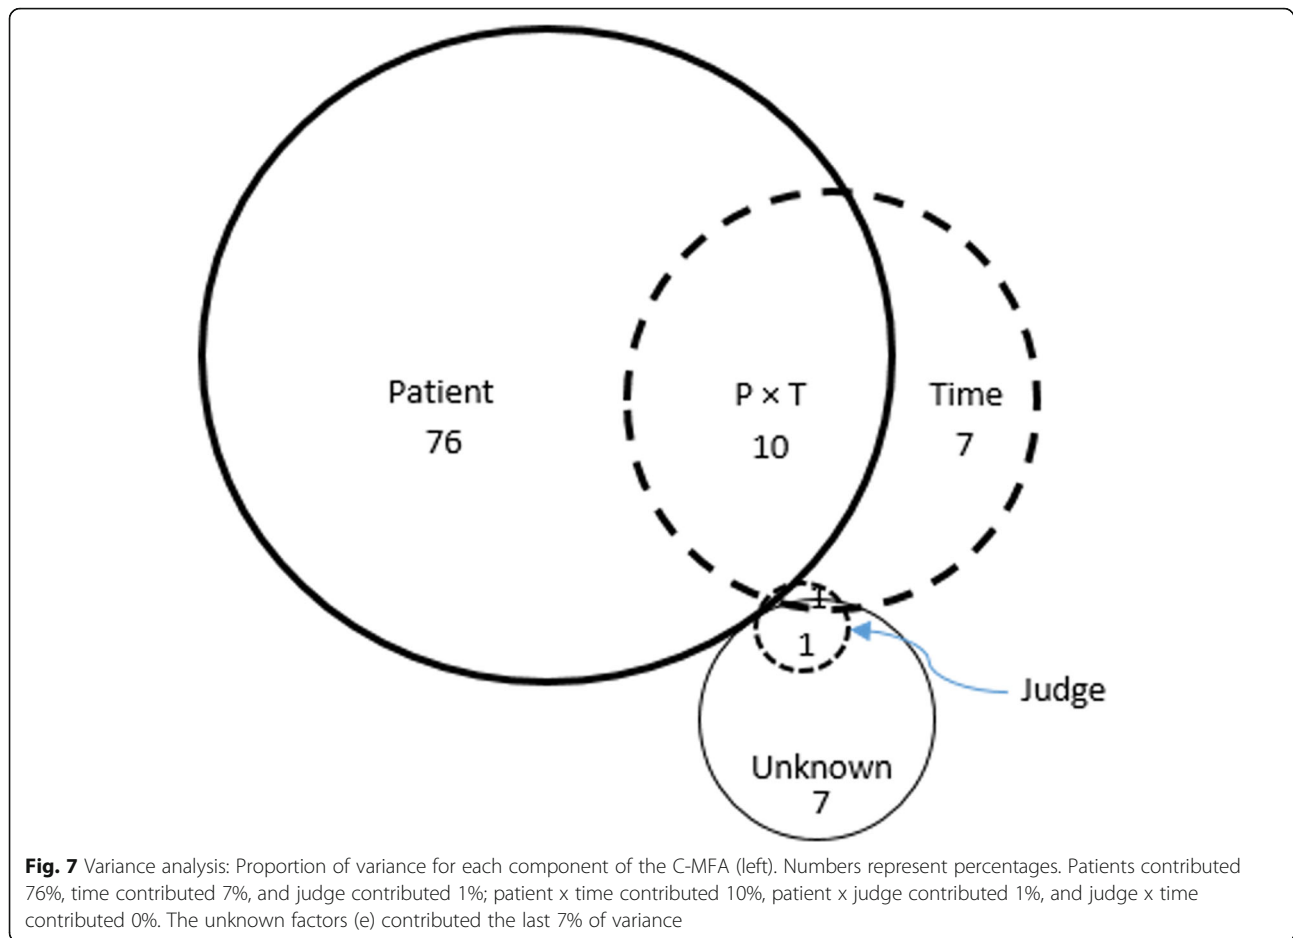 Patient
76
P × T
10
Time
7
1
1
Judge
Unknown
7
Fig. 7 Variance analysis: Proportion of variance for each component of the C-MFA (left). Numbers represent percentages. Patients contributed
76%, time contributed 7%, and judge contributed 1%; patient x time contributed 10%, patient x judge contributed 1%, and judge x time
contributed 0%. The unknown factors (e) contributed the last 7% of variance